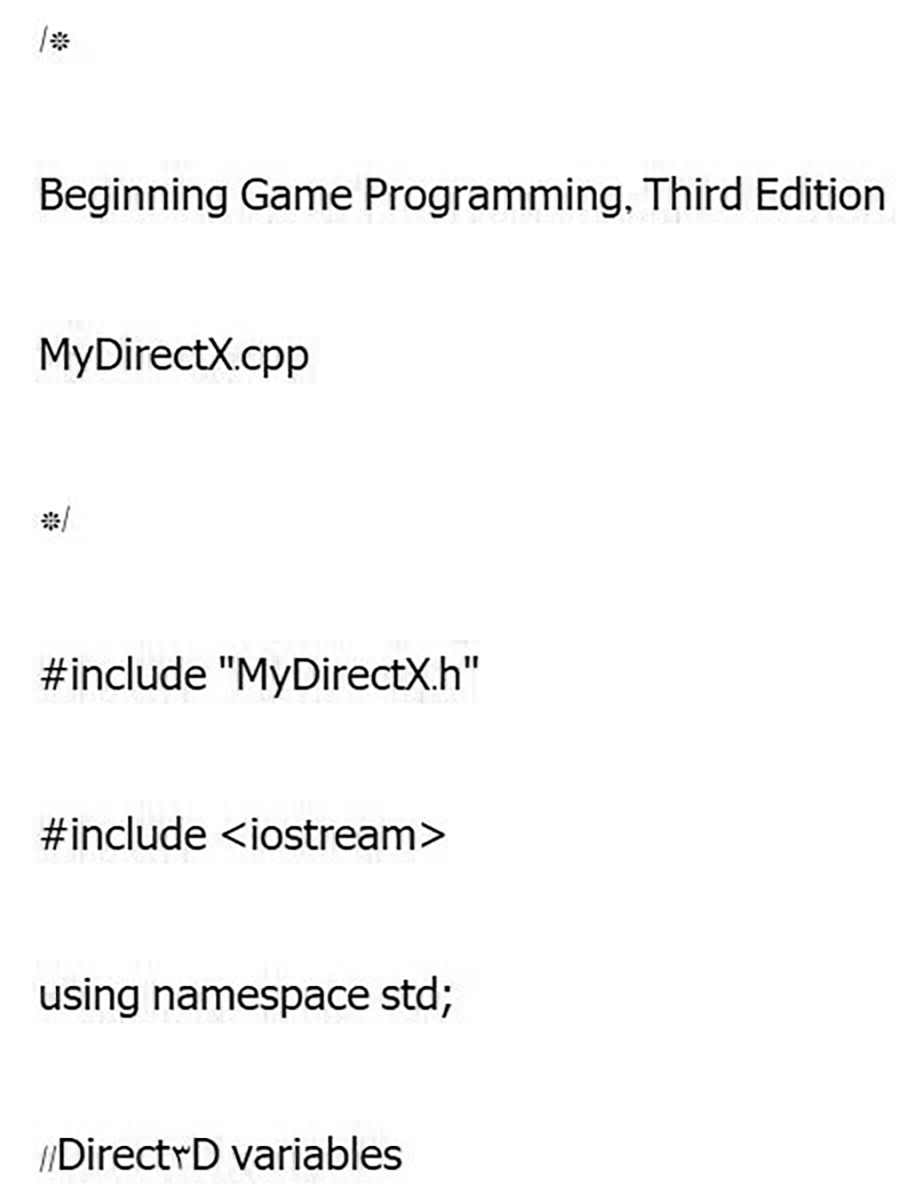 /*
Beginning Game Programming, Third Edition
MyDirectX.cpp
*/
#include "MyDirectX.h"
#include <iostream>
using namespace std;
//Direct۳D variables